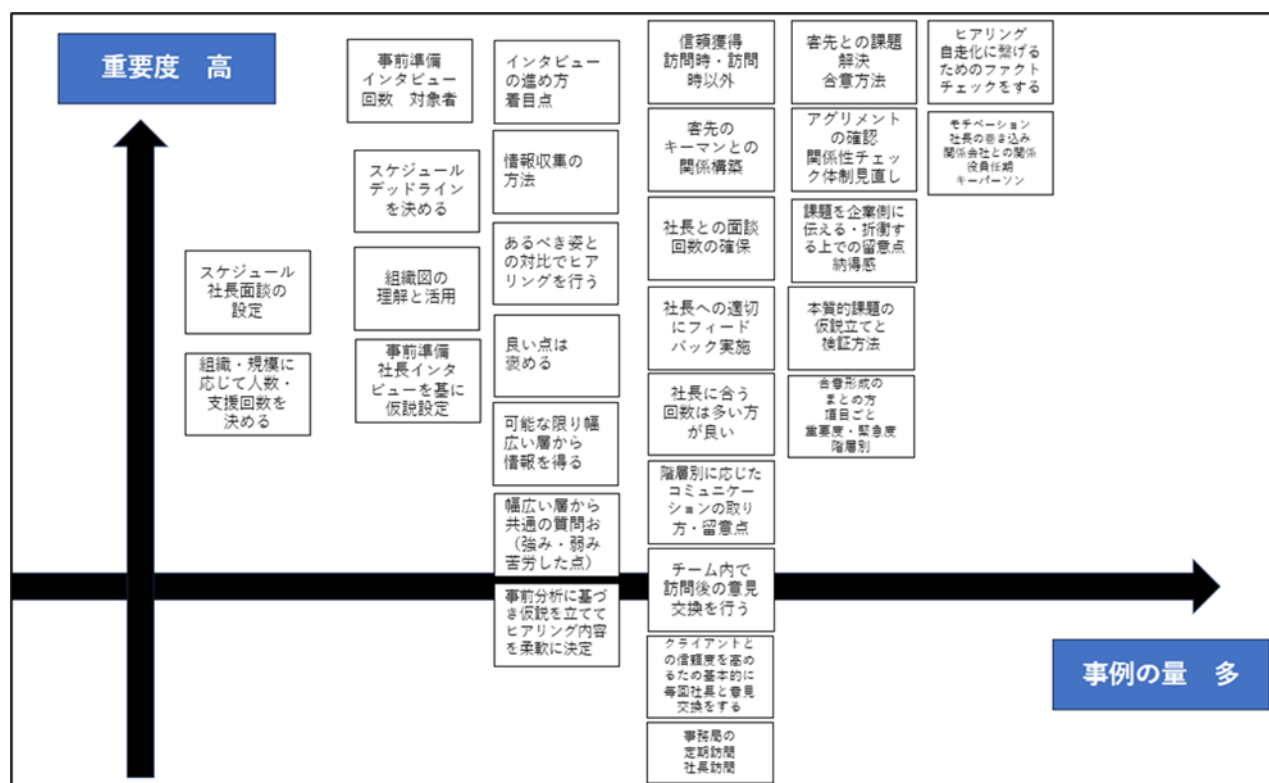 重要度　高
事前準備
インタビュー
回数　対象者
スケジュール
デッドライン
を決める
スケジュール
社長面談の
設定
組織図の
理解と活用
組織・規模に
応じて人数・
支援回数を
決める
事前準備
社長インタ
ビューを基に
仮説設定
インタビュー
の進め方
着目点
情報収集の
方法
あるべき姿と
の対比でヒア
リングを行う
良い点は
褒める
可能な限り幅
広い層から
情報を得る
幅広い層から
共通の質問お
（強み・弱み
苦労した点）
事前分析に基づ
き仮説を立てて
ヒアリング内容
を柔軟に決定
信頼獲得
訪問時・訪問
時以外
客先の
キーマンとの
関係構築
社長との面談
回数の確保
社長への適切
にフィード
バック実施
社長に合う
回数は多い方
が良い
階層別に応じた
コミュニケー
ションの取り
方・留意点
チーム内で
訪問後の意見
交換を行う
クライアントと
の信頼度を高め
るため基本的に
毎回社長と意見
交換をする
事務局の
定期訪問
社長訪問
客先との課題
解決
合意方法
アグリメント
の確認
関係性チェッ
ク体制見直し
課題を企業側に
伝える・折衝す
る上での留意点
納得感
本質的課題の
仮説立てと
検証方法
合意形成の
まとめ方
項目ごと
重要度・緊急度
階層別
ヒアリング
自走化に繋げる
ためのファクト
チェックをする
モチベーション
社長の巻き込み
関係会社との関係
役員任期
キーパーソン
事例の量　多